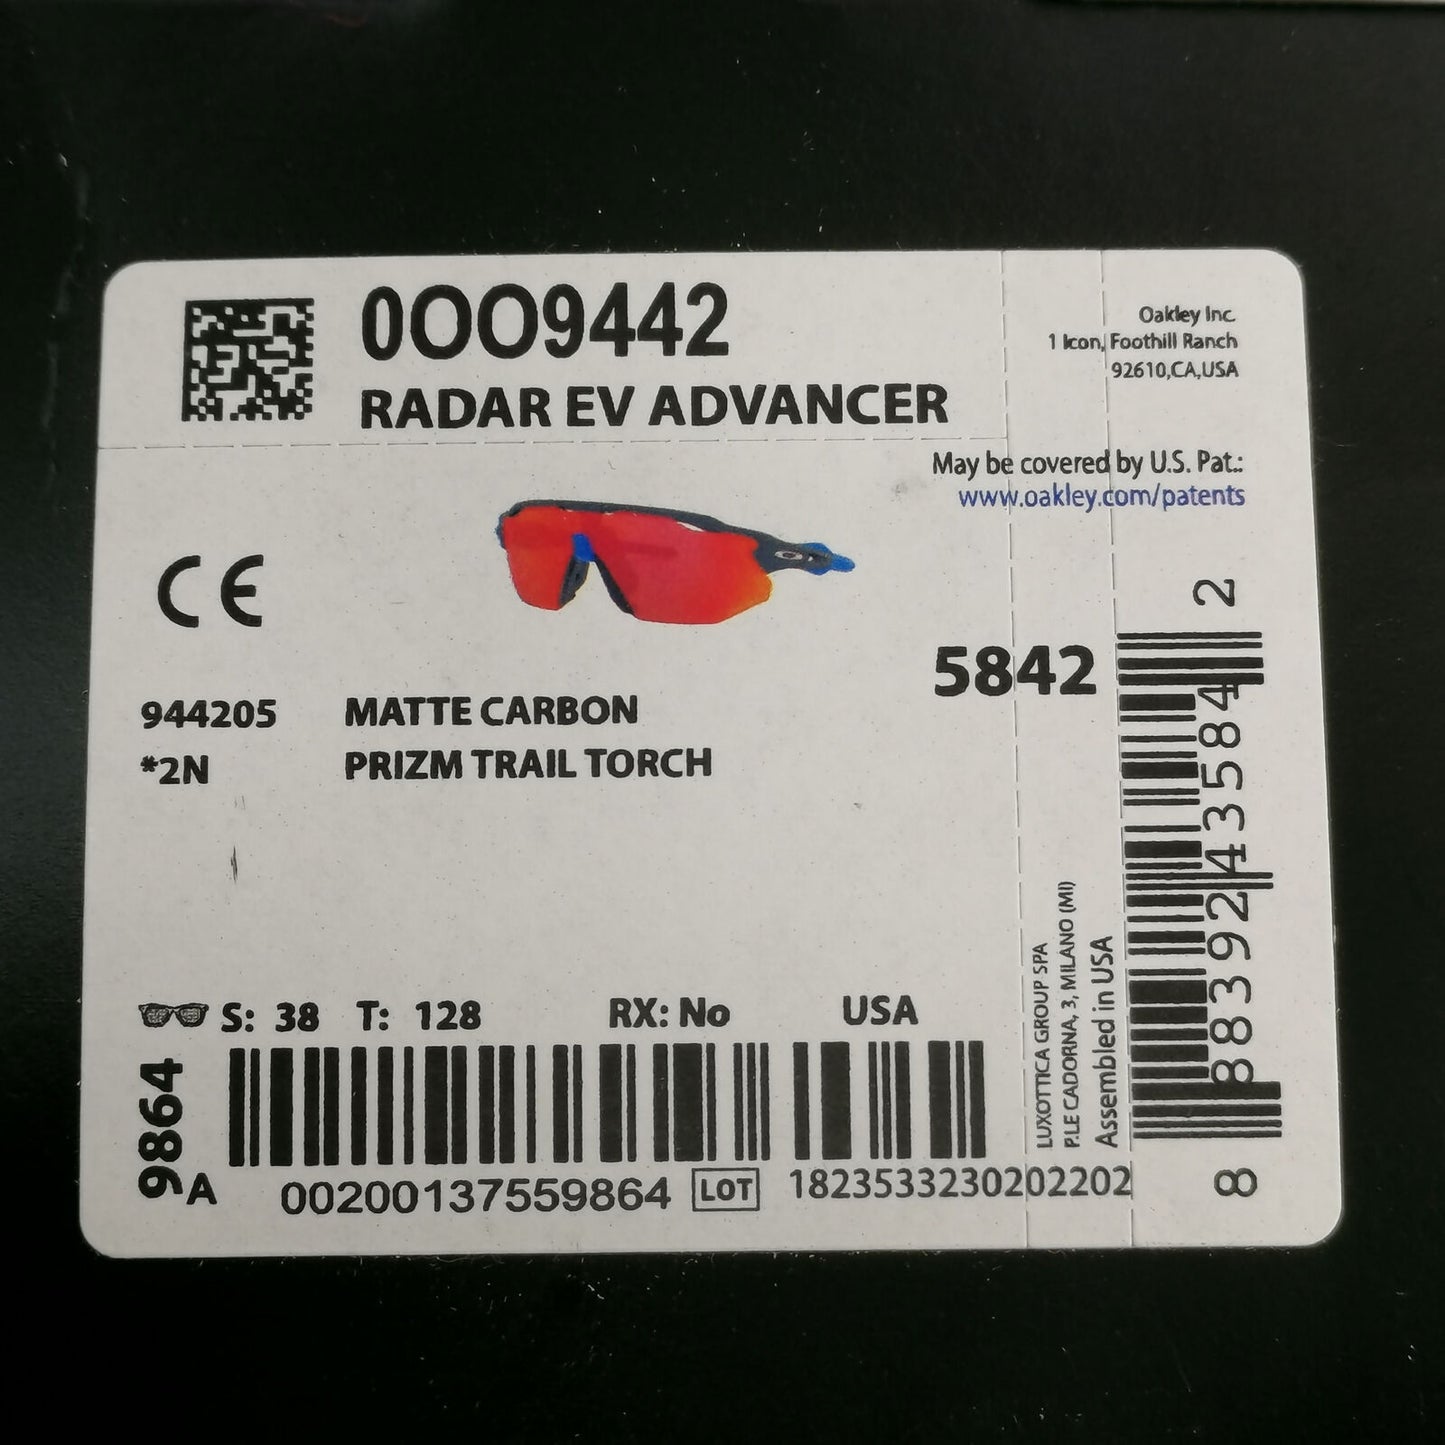 0OO9442
RADAR EV ADVANCER
Oakley Inc.
1 Icon, Foothill Ranch
92610,CA,USA
May be covered by U.S. Pat.:
www.oakley.com/patents
CE
5842
944205 MATTE CARBON
*2N PRIZM TRAIL TORCH
S: 38 T: 128 RX: No USA
9864
A
00200137559864 LOT 1823533230202202
LUXOTTICA GROUP SPA
P.LE CADORNA, 3, MILANO (MI)
Assembled in USA
8 88392 43584 2